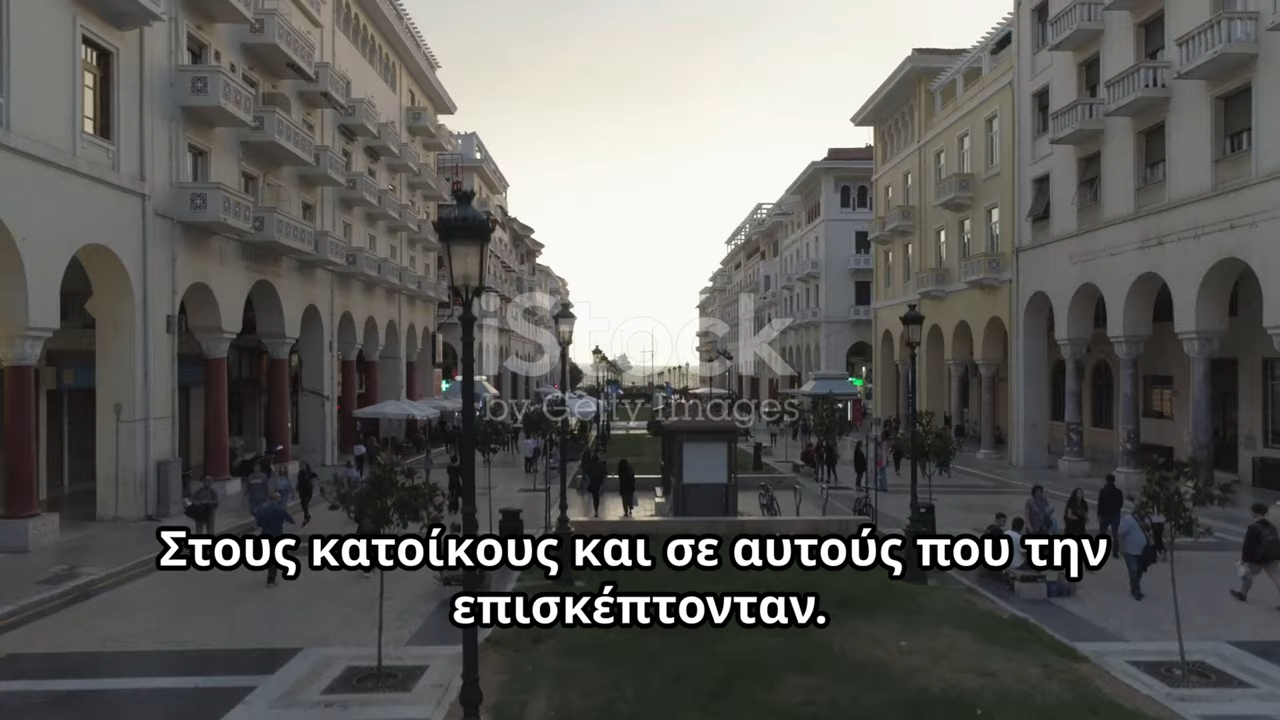 iStock
by Getty Images
Στους κατοίκους και σε αυτούς που την
επισκέπτονταν.